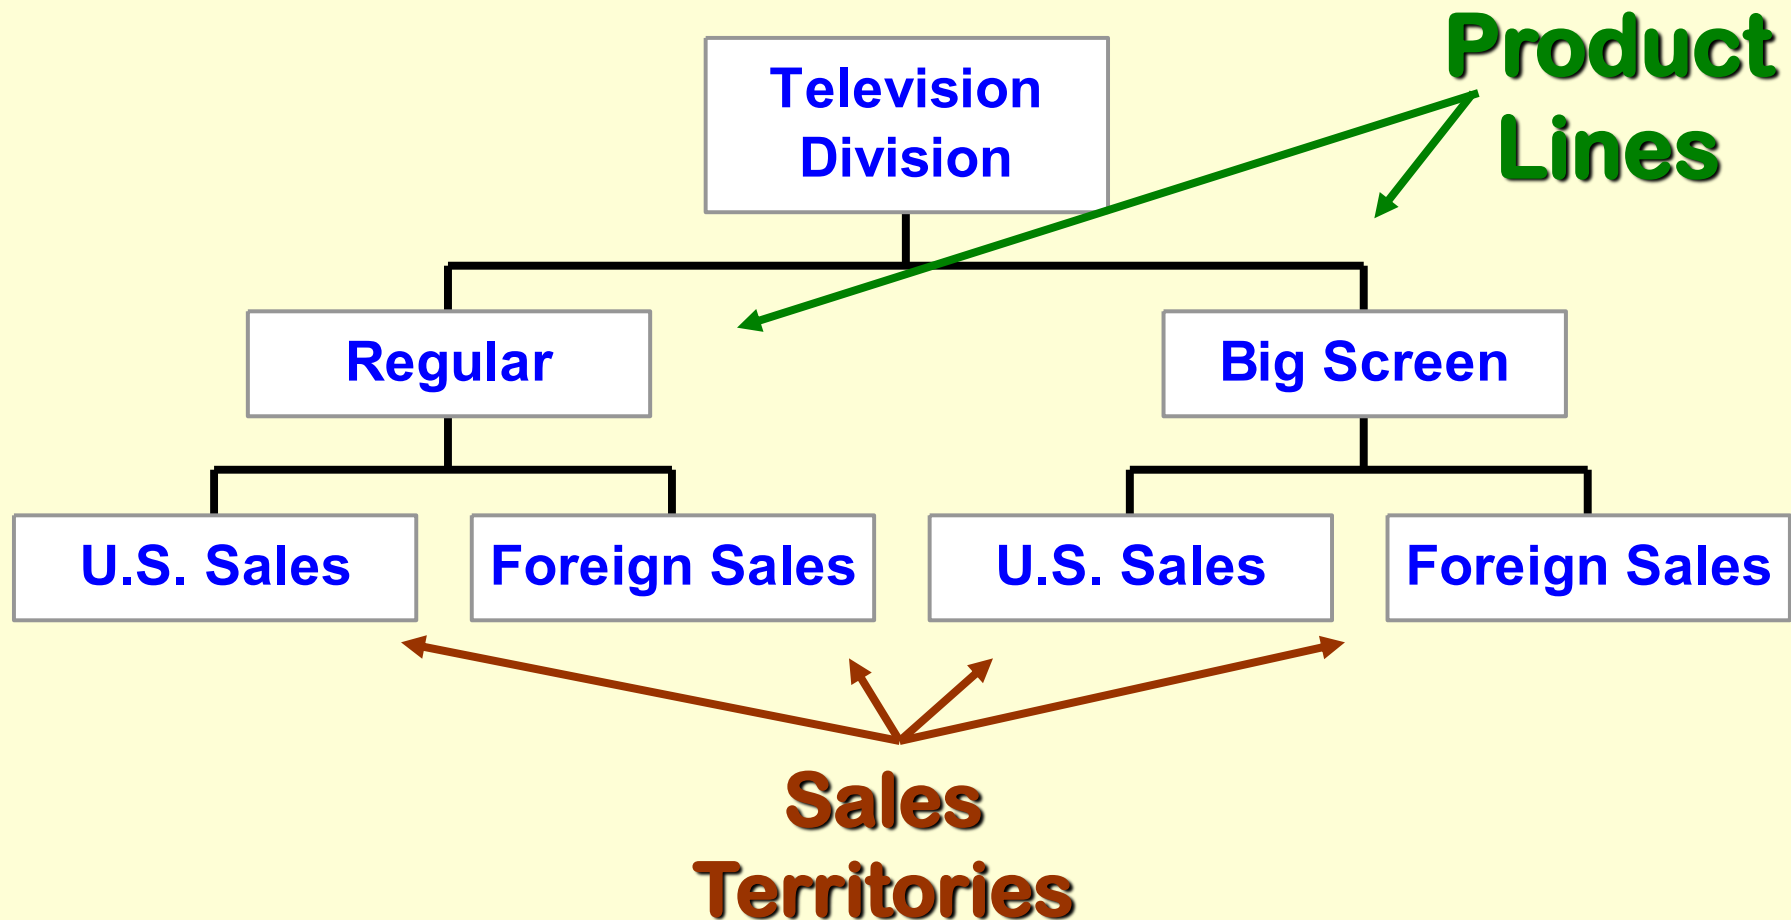 Product
Lines
Television
Division
Regular
Big Screen
U.S. Sales
Foreign Sales
U.S. Sales
Foreign Sales
Sales
Territories